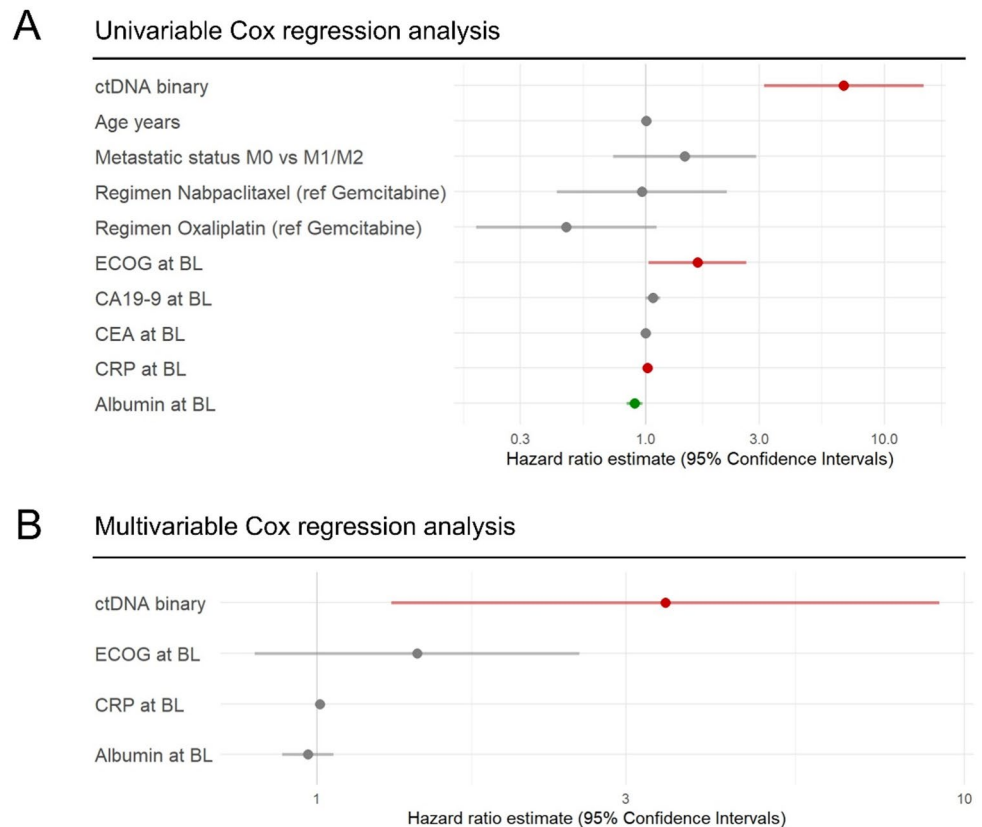 A
Univariable Cox regression analysis
ctDNA binary
Age years
Metastatic status M0 vs M1/M2
Regimen Nabpaclitaxel (ref Gemcitabine)
Regimen Oxaliplatin (ref Gemcitabine)
ECOG at BL
CA19-9 at BL
CEA at BL
CRP at BL
Albumin at BL
0.3 1.0 3.0 10.0
Hazard ratio estimate (95% Confidence Intervals)
B
Multivariable Cox regression analysis
ctDNA binary
ECOG at BL
CRP at BL
Albumin at BL
1 3 10
Hazard ratio estimate (95% Confidence Intervals)